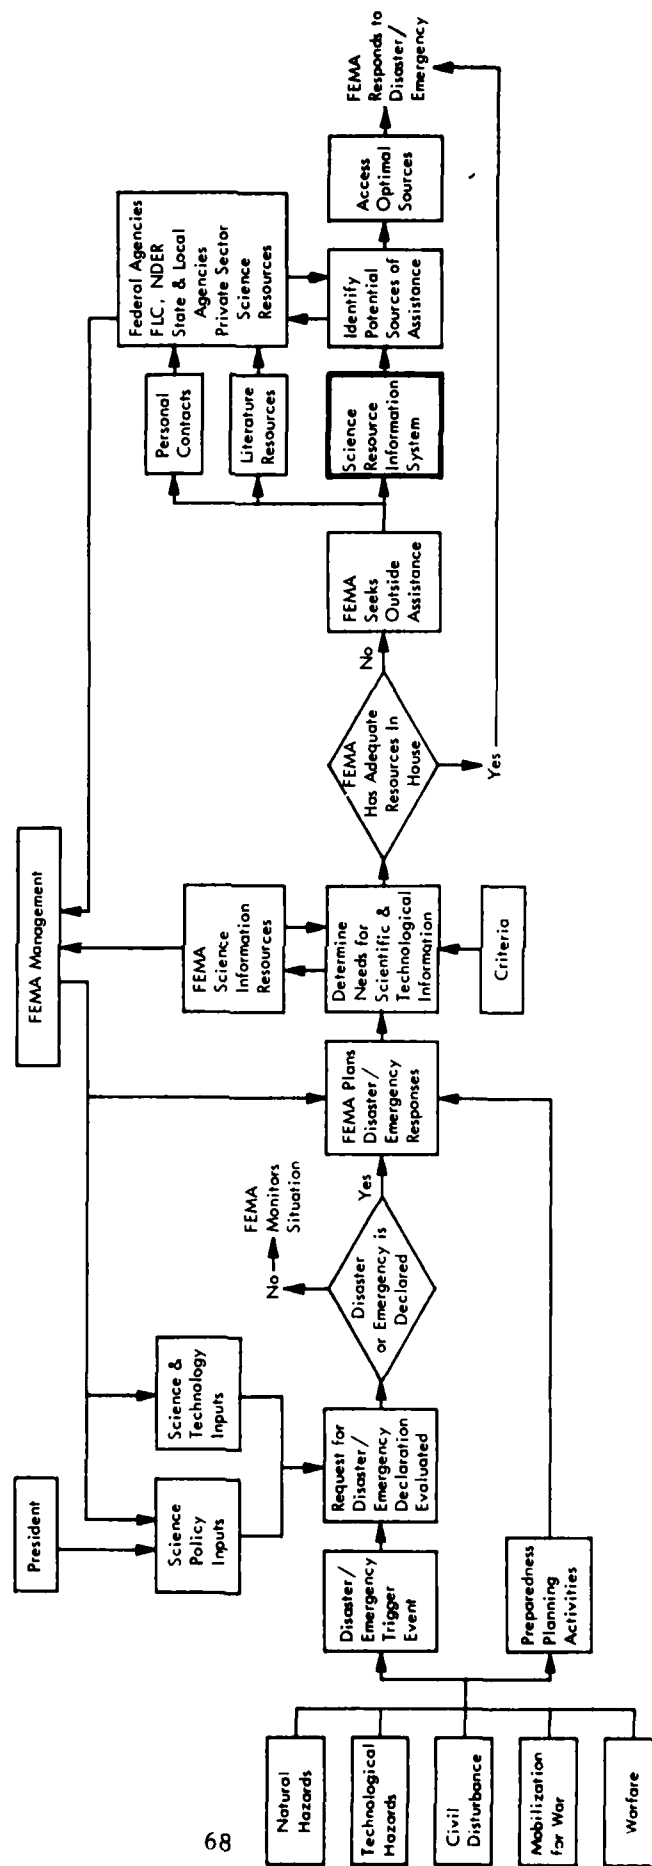 President
FEMA Management
Science
Policy
Inputs
Science &
Technology
Inputs
FEMA
Science
Information
Resources
Personal
Contacts
Literature
Resources
Federal Agencies
FLC, NDER
State & Local
Agencies
Private Sector
Science
Resources
Natural
Hazards
Technological
Hazards
Civil
Disturbance
Mobilization
for War
Warfare
Disaster/
Emergency
Trigger
Event
Request for
Disaster/
Emergency
Declaration
Evaluated
Disaster
or Emergency is
Declared
No
FEMA
Monitors
Situation
Yes
FEMA Plans
Disaster/
Emergency
Responses
Determine
Needs for
Scientific &
Technological
Information
FEMA
Has Adequate
Resources In
House
No
Yes
FEMA
Seeks
Outside
Assistance
Science
Resource
Information
System
Identify
Potential
Sources of
Assistance
Access
Optimal
Sources
FEMA
Responds to
Disaster/
Emergency
Preparedness
Planning
Activities
Criteria
68